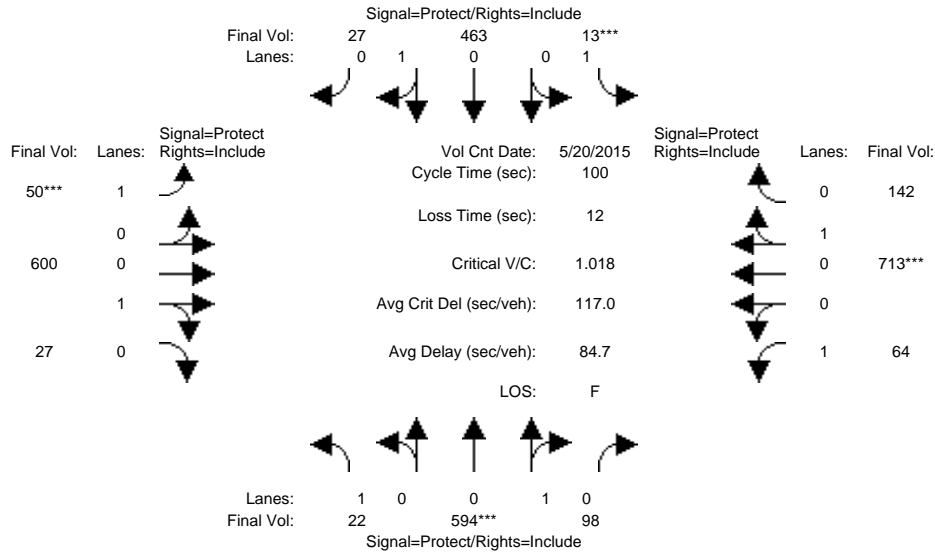 Signal=Protect/Rights=Include
Final Vol: 27 463 13***
Lanes: 0 1 0 0 1
Signal=Protect Signal=Protect
Final Vol: Lanes: Rights=Include Vol Cnt Date: 5/20/2015 Rights=Include Lanes: Final Vol:
Cycle Time (sec): 100
50*** 1 0 142
Loss Time (sec): 12
0 1
600 0 Critical V/C: 1.018 0 713***
1 Avg Crit Del (sec/veh): 117.0 0
27 0 Avg Delay (sec/veh): 84.7 1 64
LOS: F
Lanes: 1 0 0 1 0
Final Vol: 22 594*** 98
Signal=Protect/Rights=Include